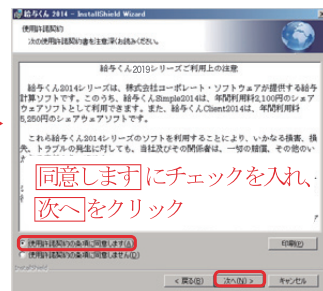 給与くん 2014 - InstallShield Wizard
使用許諾契約
次の使用許諾契約書を注意深くお読みください。
給与くん2019シリーズご利用上の注意
給与くん2014シリーズは、株式会社コーポレート・ソフトウェアが提供する給与
計算ソフトです。このうち、給与くんSimple2014は、年間利用料2,100円のシェア
ウェアソフトとして利用できます。また、給与くんClient2014は、年間利用料
5,250円のシェアウェアソフトです。
これら給与くん2014シリーズのソフトを利用することにより、いかなる損害、損
失、トラブルの発生に対しても、当社及びその関係者は、一切の賠償、その他のい
同意します にチェックを入れ、
次へ をクリック
使用許諾契約の条項に同意します(A)
印刷(P)
使用許諾契約の条項に同意しません(D)
InstallShield
< 戻る(B)
次へ(N) >
キャンセル